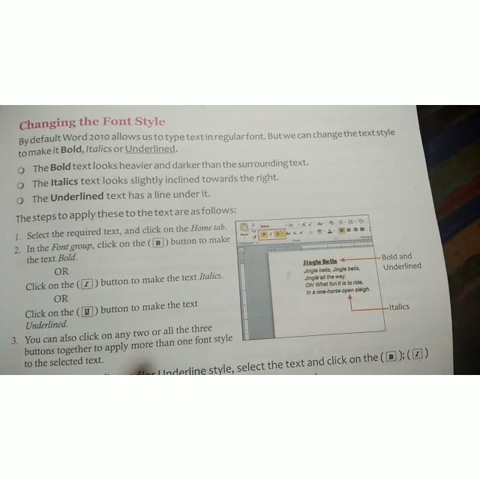 Changing the Font Style
By default Word 2010 allows us to type text in regular font. But we can change the text style
to make it Bold, Italics or Underlined.
❍ The Bold text looks heavier and darker than the surrounding text.
❍ The Italics text looks slightly inclined towards the right.
❍ The Underlined text has a line under it.
The steps to apply these to the text are as follows:
1. Select the required text, and click on the Home tab.
2. In the Font group, click on the (B) button to make
the text Bold.
OR
Click on the (I) button to make the text Italics.
OR
Click on the (U) button to make the text
Underlined.
3. You can also click on any two or all the three
buttons together to apply more than one font style
to the selected text.
Jingle Bells
Jingle bells, Jingle bells,
Jingle all the way.
Oh! What fun it is to ride,
In a one-horse open sleigh.
Bold and
Underlined
Italics
Underline style, select the text and click on the (B); (I)